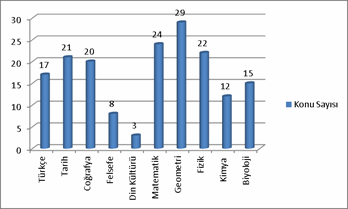 30
25
20
15
10
5
0
17
21
20
8
3
24
29
22
12
15
Türkçe
Tarih
Coğrafya
Felsefe
Din Kültürü
Matematik
Geometri
Fizik
Kimya
Biyoloji
Konu Sayısı